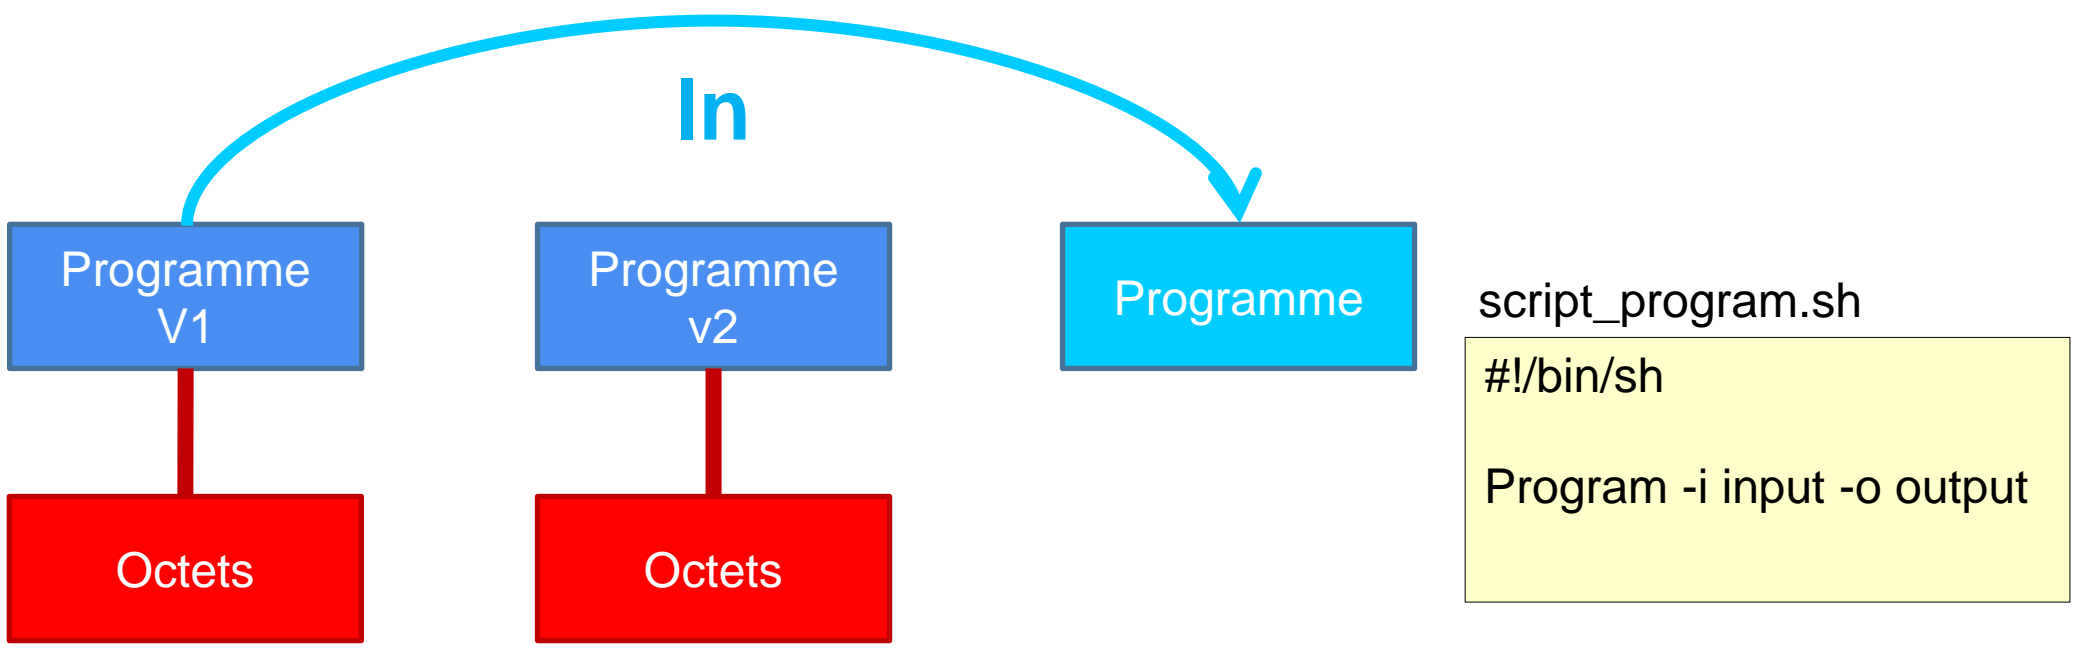 ln
Programme
V1
Programme
v2
Programme
Octets
Octets
script_program.sh
#!/bin/sh
Program -i input -o output